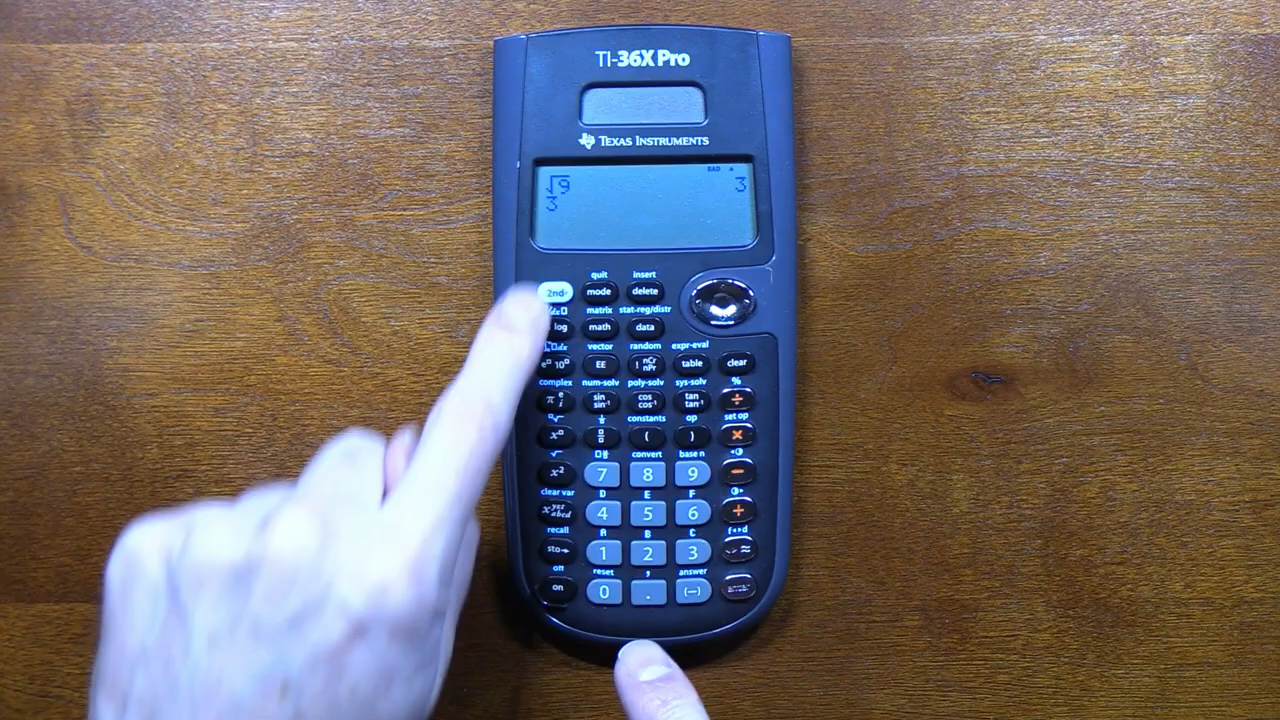 TI-36X Pro
TEXAS INSTRUMENTS
RAD
√9 3
3
quit insert
2nd mode delete
matrix stat-reg/distr
log math data
vector random expr-eval
e□ 10□ EE ! nCr nPr table clear
complex num-solv poly-solv sys-solv %
π e i sin sin⁻¹ cos cos⁻¹ tan tan⁻¹ ÷
constants op set op
x□ ( ) ×
√ convert base n
x² 7 8 9 −
clear var D E F
x yzt abcd 4 5 6 +
recall A B C f◂▸d
sto→ 1 2 3 ≈
off reset , answer
on 0 . (−) enter